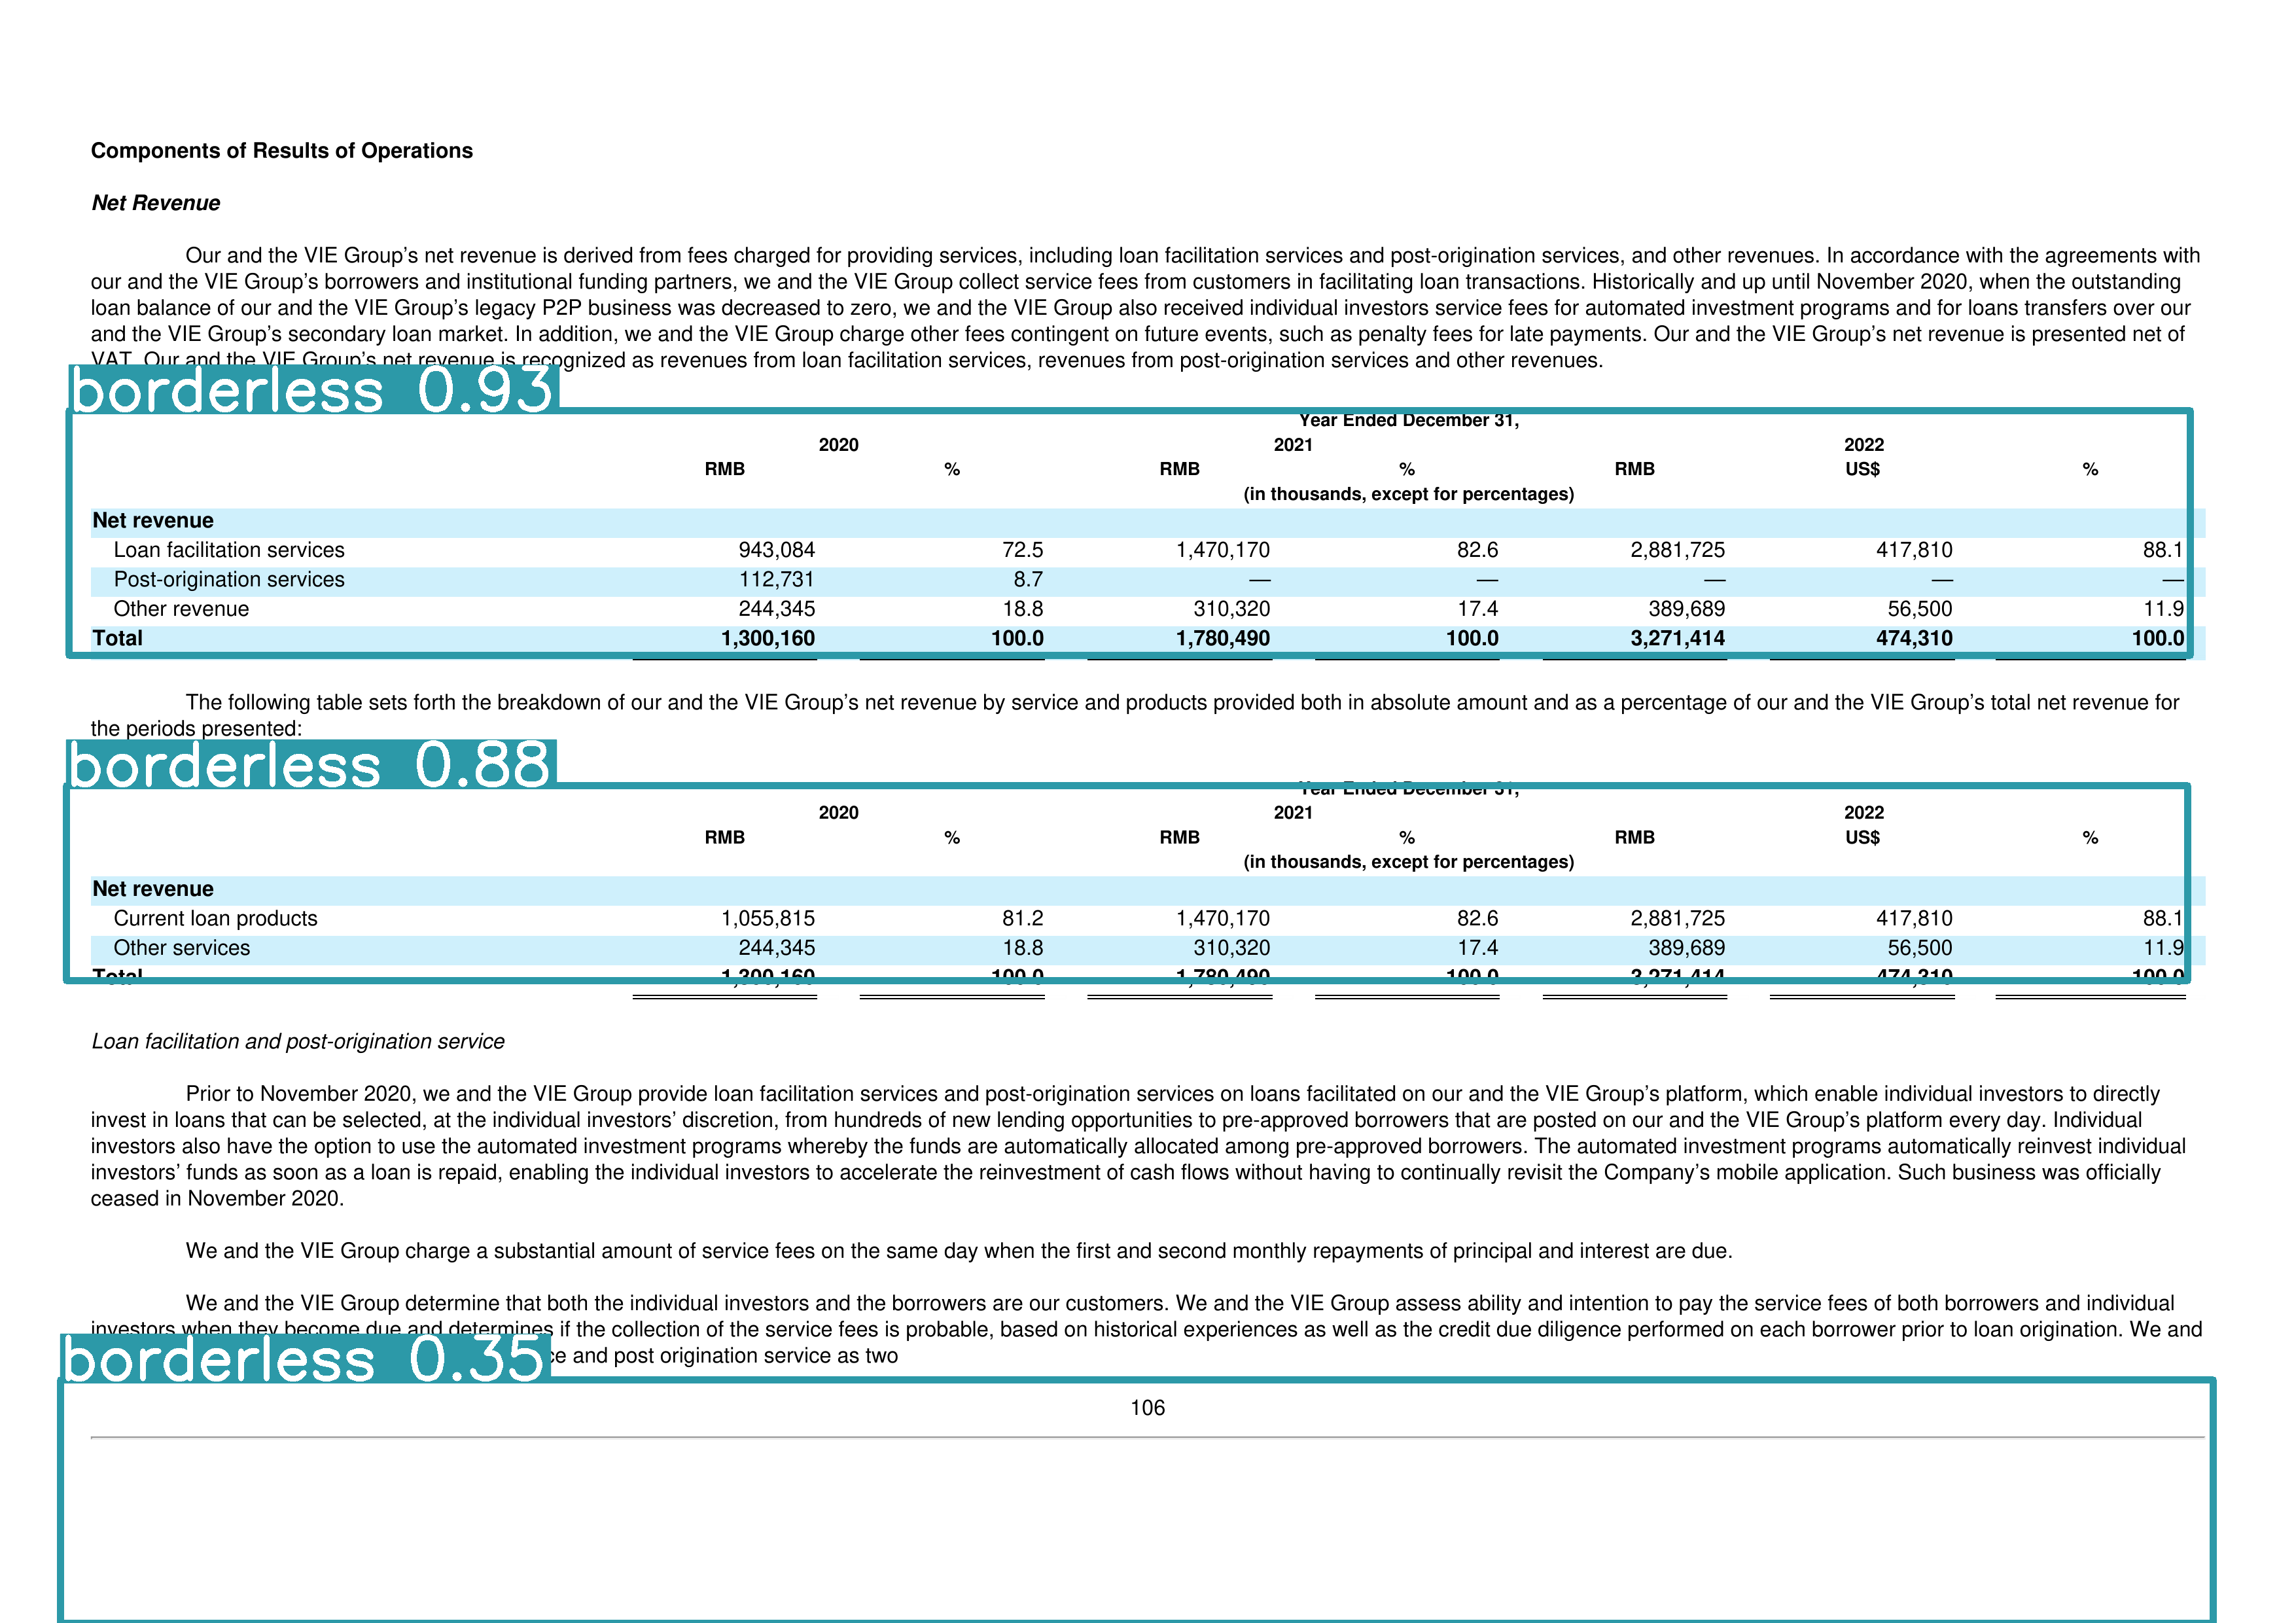 Components of Results of Operations
Net Revenue
Our and the VIE Group’s net revenue is derived from fees charged for providing services, including loan facilitation services and post-origination services, and other revenues. In accordance with the agreements with
our and the VIE Group’s borrowers and institutional funding partners, we and the VIE Group collect service fees from customers in facilitating loan transactions. Historically and up until November 2020, when the outstanding
loan balance of our and the VIE Group’s legacy P2P business was decreased to zero, we and the VIE Group also received individual investors service fees for automated investment programs and for loans transfers over our
and the VIE Group’s secondary loan market. In addition, we and the VIE Group charge other fees contingent on future events, such as penalty fees for late payments. Our and the VIE Group’s net revenue is presented net of
VAT. Our and the VIE Group’s net revenue is recognized as revenues from loan facilitation services, revenues from post-origination services and other revenues.
borderless 0.93
Year Ended December 31,
2020 2021 2022
RMB % RMB % RMB US$ %
(in thousands, except for percentages)
Net revenue
Loan facilitation services 943,084 72.5 1,470,170 82.6 2,881,725 417,810 88.1
Post-origination services 112,731 8.7 — — — — —
Other revenue 244,345 18.8 310,320 17.4 389,689 56,500 11.9
Total 1,300,160 100.0 1,780,490 100.0 3,271,414 474,310 100.0
The following table sets forth the breakdown of our and the VIE Group’s net revenue by service and products provided both in absolute amount and as a percentage of our and the VIE Group’s total net revenue for
the periods presented:
borderless 0.88
Year Ended December 31,
2020 2021 2022
RMB % RMB % RMB US$ %
(in thousands, except for percentages)
Net revenue
Current loan products 1,055,815 81.2 1,470,170 82.6 2,881,725 417,810 88.1
Other services 244,345 18.8 310,320 17.4 389,689 56,500 11.9
Total 1,300,160 100.0 1,780,490 100.0 3,271,414 474,310 100.0
Loan facilitation and post-origination service
Prior to November 2020, we and the VIE Group provide loan facilitation services and post-origination services on loans facilitated on our and the VIE Group’s platform, which enable individual investors to directly
invest in loans that can be selected, at the individual investors’ discretion, from hundreds of new lending opportunities to pre-approved borrowers that are posted on our and the VIE Group’s platform every day. Individual
investors also have the option to use the automated investment programs whereby the funds are automatically allocated among pre-approved borrowers. The automated investment programs automatically reinvest individual
investors’ funds as soon as a loan is repaid, enabling the individual investors to accelerate the reinvestment of cash flows without having to continually revisit the Company’s mobile application. Such business was officially
ceased in November 2020.
We and the VIE Group charge a substantial amount of service fees on the same day when the first and second monthly repayments of principal and interest are due.
We and the VIE Group determine that both the individual investors and the borrowers are our customers. We and the VIE Group assess ability and intention to pay the service fees of both borrowers and individual
investors when they become due and determines if the collection of the service fees is probable, based on historical experiences as well as the credit due diligence performed on each borrower prior to loan origination. We and
borderless 0.35
and post origination service as two
106